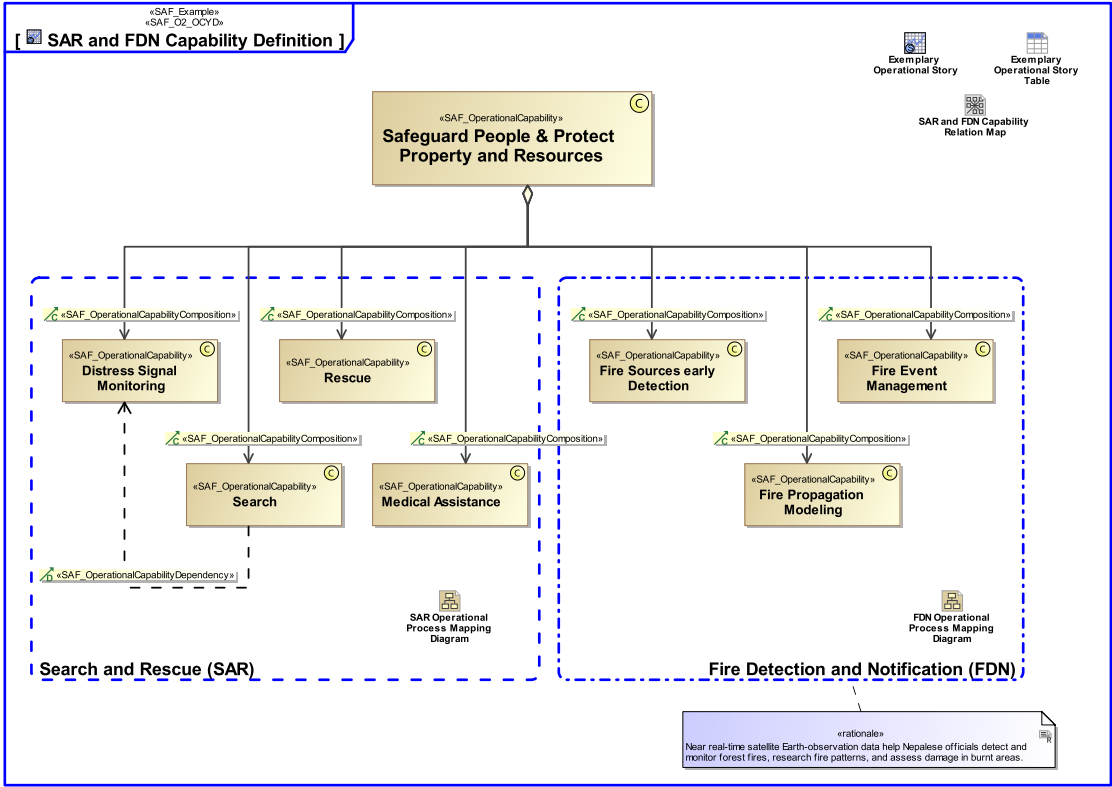 «SAF_Example»
«SAF_O2_OCYD»
[ SAR and FDN Capability Definition ]
Exemplary
Operational Story
Exemplary
Operational Story
Table
SAR and FDN Capability
Relation Map
«SAF_OperationalCapability»
Safeguard People & Protect
Property and Resources
C
«SAF_OperationalCapabilityComposition»
«SAF_OperationalCapabilityComposition»
«SAF_OperationalCapabilityComposition»
«SAF_OperationalCapabilityComposition»
«SAF_OperationalCapability»
Distress Signal
Monitoring
C
«SAF_OperationalCapability»
Rescue
C
«SAF_OperationalCapability»
Fire Sources early
Detection
C
«SAF_OperationalCapability»
Fire Event
Management
C
«SAF_OperationalCapabilityComposition»
«SAF_OperationalCapabilityComposition»
«SAF_OperationalCapabilityComposition»
«SAF_OperationalCapability»
Search
C
«SAF_OperationalCapability»
Medical Assistance
C
«SAF_OperationalCapability»
Fire Propagation
Modeling
C
«SAF_OperationalCapabilityDependency»
SAR Operational
Process Mapping
Diagram
FDN Operational
Process Mapping
Diagram
Search and Rescue (SAR)
Fire Detection and Notification (FDN)
«rationale»
Near real-time satellite Earth-observation data help Nepalese officials detect and
monitor forest fires, research fire patterns, and assess damage in burnt areas.